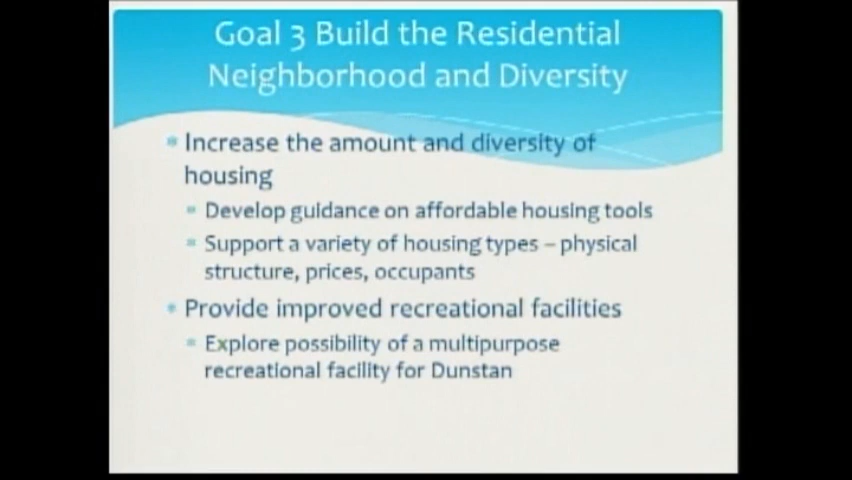 Goal 3 Build the Residential
Neighborhood and Diversity
Increase the amount and diversity of
housing
Develop guidance on affordable housing tools
Support a variety of housing types – physical
structure, prices, occupants
Provide improved recreational facilities
Explore possibility of a multipurpose
recreational facility for Dunstan